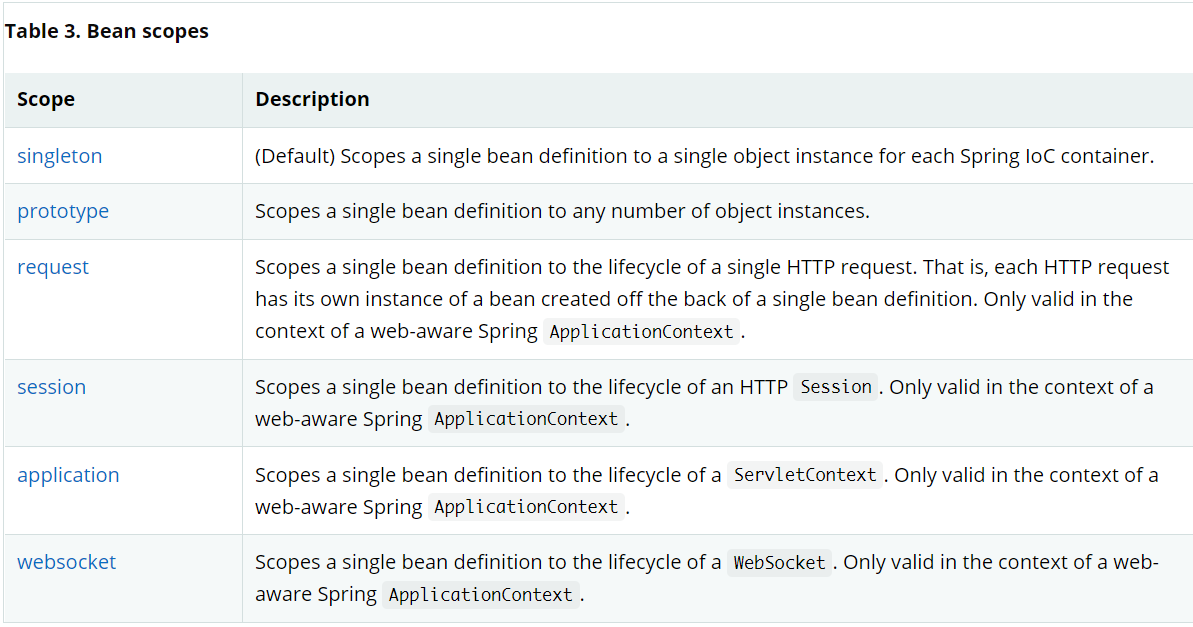 Table 3. Bean scopes
Scope Description
singleton (Default) Scopes a single bean definition to a single object instance for each Spring IoC container.
prototype Scopes a single bean definition to any number of object instances.
request Scopes a single bean definition to the lifecycle of a single HTTP request. That is, each HTTP request
has its own instance of a bean created off the back of a single bean definition. Only valid in the
context of a web-aware Spring ApplicationContext.
session Scopes a single bean definition to the lifecycle of an HTTP Session. Only valid in the context of a
web-aware Spring ApplicationContext.
application Scopes a single bean definition to the lifecycle of a ServletContext. Only valid in the context of a
web-aware Spring ApplicationContext.
websocket Scopes a single bean definition to the lifecycle of a WebSocket. Only valid in the context of a web-
aware Spring ApplicationContext.